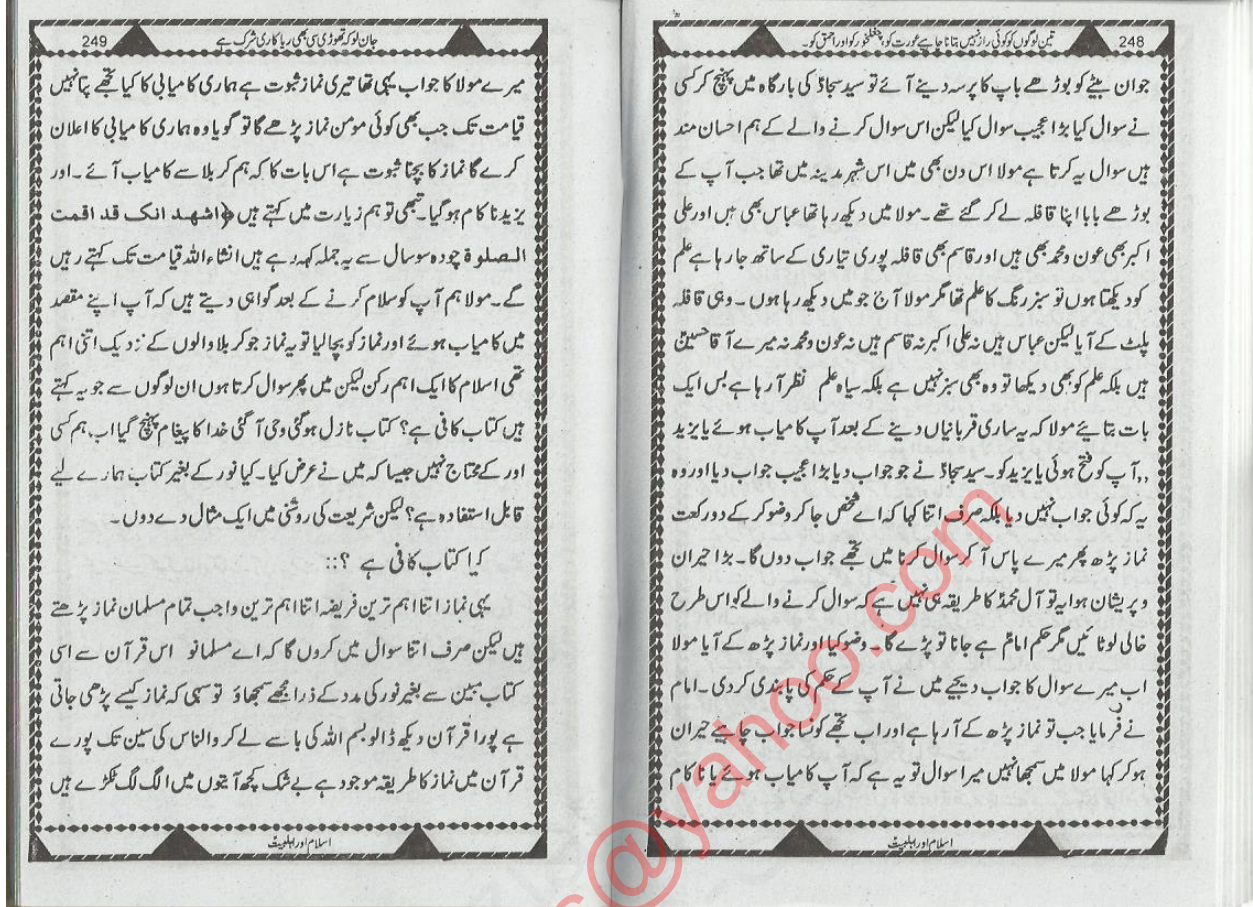 248
تین لوگوں کو کوئی راز نہیں بتانا چاہیے عورت کو، چغلخور کو اور احمق کو۔
جوان بیٹے کو بوڑھے باپ کا پرسہ دینے آئے تو سید سجادؑ کی بارگاہ میں پہنچ کر کسی
نے سوال کیا بڑا عجیب سوال کیا لیکن اس سوال کرنے والے کے ہم احسان مند
ہیں سوال یہ کرتا ہے مولا اس دن بھی میں اس شہر مدینہ میں تھا جب آپ کے
بوڑھے بابا اپنا قافلہ لے کر گئے تھے۔ مولا میں دیکھ رہا تھا عباس بھی ہیں اور علی
اکبر بھی عون و محمد بھی ہیں اور قاسم بھی قافلہ پوری تیاری کے ساتھ جا رہا ہے علم
کو دیکھتا ہوں تو سبز رنگ کا علم تھا مگر مولا آج جو میں دیکھ رہا ہوں۔ وہی قافلہ
پلٹ کے آیا لیکن عباس ہیں نہ علی اکبر نہ قاسم ہیں نہ عون و محمد نہ میرے آقا حسینؑ
ہیں بلکہ علم کو بھی دیکھا تو وہ بھی سبز نہیں ہے بلکہ سیاہ علم نظر آرہا ہے بس ایک
بات بتایئے مولا کہ یہ ساری قربانیاں دینے کے بعد آپ کامیاب ہوئے یا یزید
،،آپ کو فتح ہوئی یا یزید کو۔ سید سجادؑ نے جو جواب دیا بڑا عجیب جواب دیا اور وہ
یہ کہ کوئی جواب نہیں دیا بلکہ صرف اتنا کہا کہ اے شخص جا کر وضو کر کے دو رکعت
نماز پڑھ پھر میرے پاس آ کر سوال کرنا میں تجھے جواب دوں گا۔ بڑا حیران
و پریشان ہوا یہ تو آل محمدؐ کا طریقہ ہی نہیں ہے کہ سوال کرنے والے کو اس طرح
خالی لوٹائیں مگر حکم امامؑ ہے جانا تو پڑے گا۔ وضو کیا اور نماز پڑھ کے آیا مولا
اب میرے سوال کا جواب دیجیے میں نے آپ کے حکم کی پابندی کردی۔ امام
نے فرمایا جب تو نماز پڑھ کے آرہا ہے اور اب تجھے کونسا جواب چاہیے حیران
ہو کر کہا مولا میں سمجھا نہیں میرا سوال تو یہ ہے کہ آپ کامیاب ہوئے یا ناکام
اسلام اور اہلبیتؑ
249
جان لو کہ تھوڑی سی بھی ریا کاری شرک ہے
میرے مولا کا جواب یہی تھا تیری نماز ثبوت ہے ہماری کامیابی کا کیا تجھے پتا نہیں
قیامت تک جب بھی کوئی مومن نماز پڑھے گا تو گویا وہ ہماری کامیابی کا اعلان
کرے گا نماز کا بچنا ثبوت ہے اس بات کا کہ ہم کربلا سے کامیاب آئے۔ اور
یزید ناکام ہو گیا۔ تبھی تو ہم زیارت میں کہتے ہیں ﴿اشھد انک قد اقمت
الصلوۃ چودہ سو سال سے یہ جملہ کہہ رہے ہیں انشاء اللہ قیامت تک کہتے رہیں
گے۔ مولا ہم آپ کو سلام کرنے کے بعد گواہی دیتے ہیں کہ آپ اپنے مقصد
میں کامیاب ہوئے اور نماز کو بچا لیا تو یہ نماز جو کربلا والوں کے نزدیک اتنی اہم
تھی اسلام کا ایک اہم رکن لیکن میں پھر سوال کرتا ہوں ان لوگوں سے جو یہ کہتے
ہیں کتاب کافی ہے؟ کتاب نازل ہوگئی وحی آگئی خدا کا پیغام پہنچ گیا اب ہم کسی
اور کے محتاج نہیں جیسا کہ میں نے عرض کیا۔ کیا نور کے بغیر کتاب ہمارے لیے
قابل استفادہ ہے؟ لیکن شریعت کی روشنی میں ایک مثال دے دوں۔
کیا کتاب کافی ہے ؟::
یہی نماز اتنا اہم ترین فریضہ اتنا اہم ترین واجب تمام مسلمان نماز پڑھتے
ہیں لیکن صرف اتنا سوال میں کروں گا کہ اے مسلمانو اس قرآن سے اسی
کتاب مبین سے بغیر نور کی مدد کے ذرا مجھے سمجھاؤ تو سہی کہ نماز کیسے پڑھی جاتی
ہے پورا قرآن دیکھ ڈالو بسم اللہ کی با سے لے کر والناس کی سین تک پورے
قرآن میں نماز کا طریقہ موجود ہے بے شک کچھ آیتوں میں الگ الگ ٹکڑے ہیں
اسلام اور اہلبیتؑ
s@yahoo.com